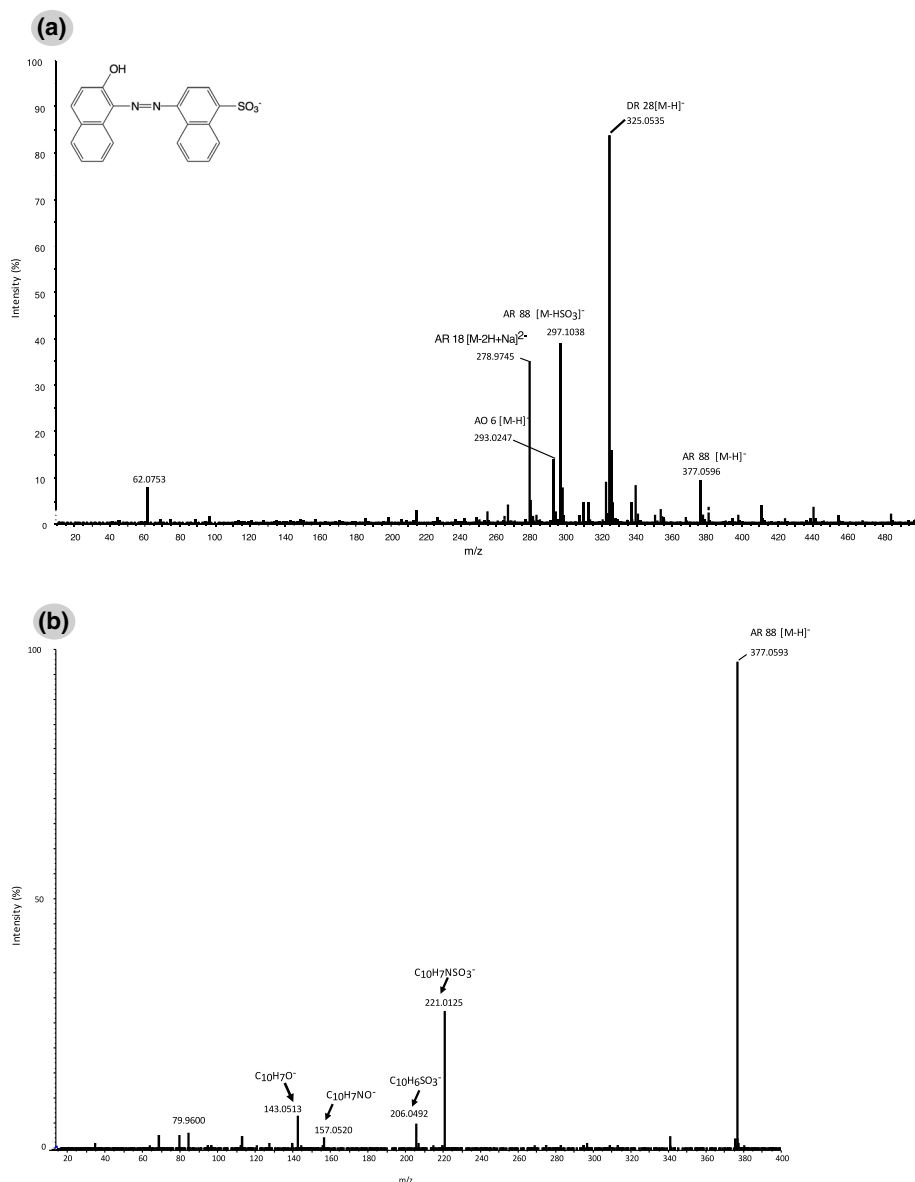 (a)
100
90
80
70
60
50
40
30
20
10
0
Intensity (%)
OH
N=N
SO₃⁻
DR 28[M-H]⁻
325.0535
AR 88 [M-HSO₃]⁻
297.1038
AR 18 [M-2H+Na]²⁻
278.9745
AO 6 [M-H]⁻
293.0247
AR 88 [M-H]⁻
377.0596
62.0753
20 40 60 80 100 120 140 160 180 200 220 240 260 280 300 320 340 360 380 400 420 440 460 480
m/z
(b)
100
50
0
Intensity (%)
AR 88 [M-H]⁻
377.0593
C₁₀H₇NSO₃⁻
221.0125
C₁₀H₇O⁻
143.0513
C₁₀H₇NO⁻
157.0520
C₁₀H₆SO₃⁻
206.0492
79.9600
20 40 60 80 100 120 140 160 180 200 220 240 260 280 300 320 340 360 380 400
m/z